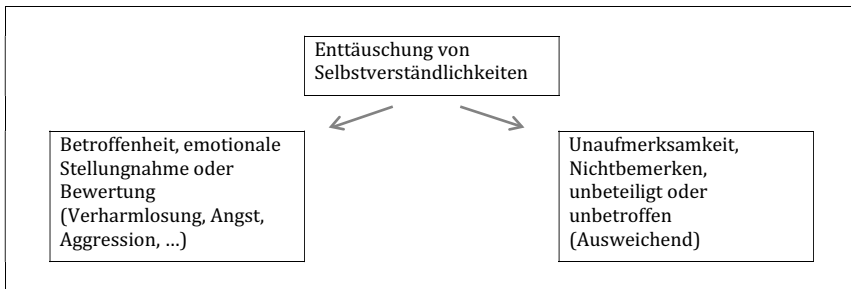 Enttäuschung von
Selbstverständlichkeiten
Betroffenheit, emotionale
Stellungnahme oder
Bewertung
(Verharmlosung, Angst,
Aggression, …)
Unaufmerksamkeit,
Nichtbemerken,
unbeteiligt oder
unbetroffen
(Ausweichend)